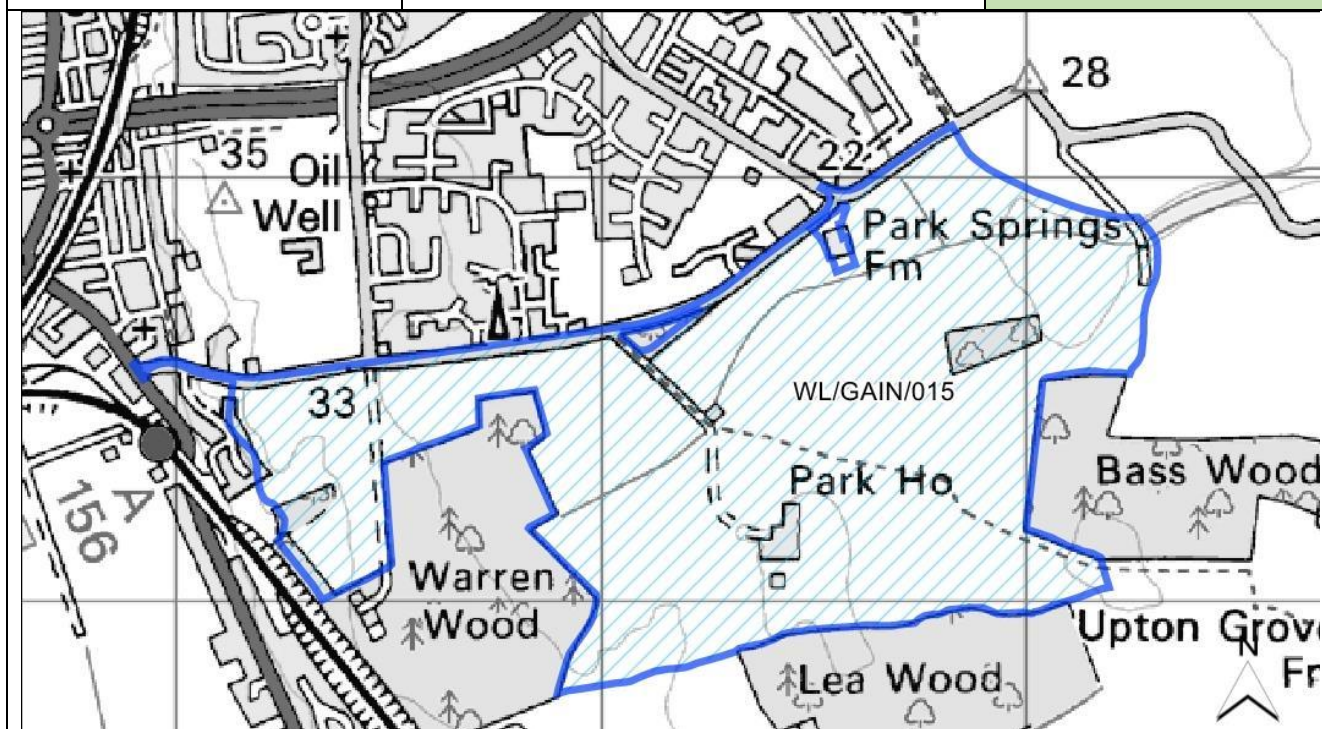 28
22
35
Oil
Well
Park Springs
Fm
33
WL/GAIN/015
Park Ho
Bass Wood
A
156
Warren
Wood
Upton Grove
N
Lea Wood